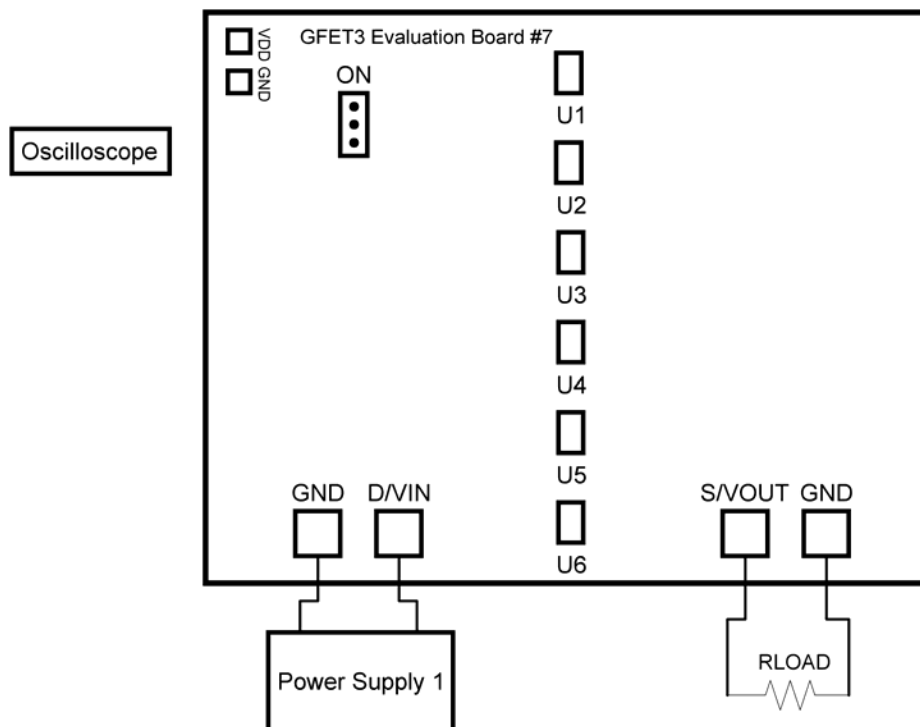 VDD
GND
GFET3 Evaluation Board #7
ON
Oscilloscope
U1
U2
U3
U4
U5
U6
GND D/VIN
S/VOUT GND
Power Supply 1
RLOAD